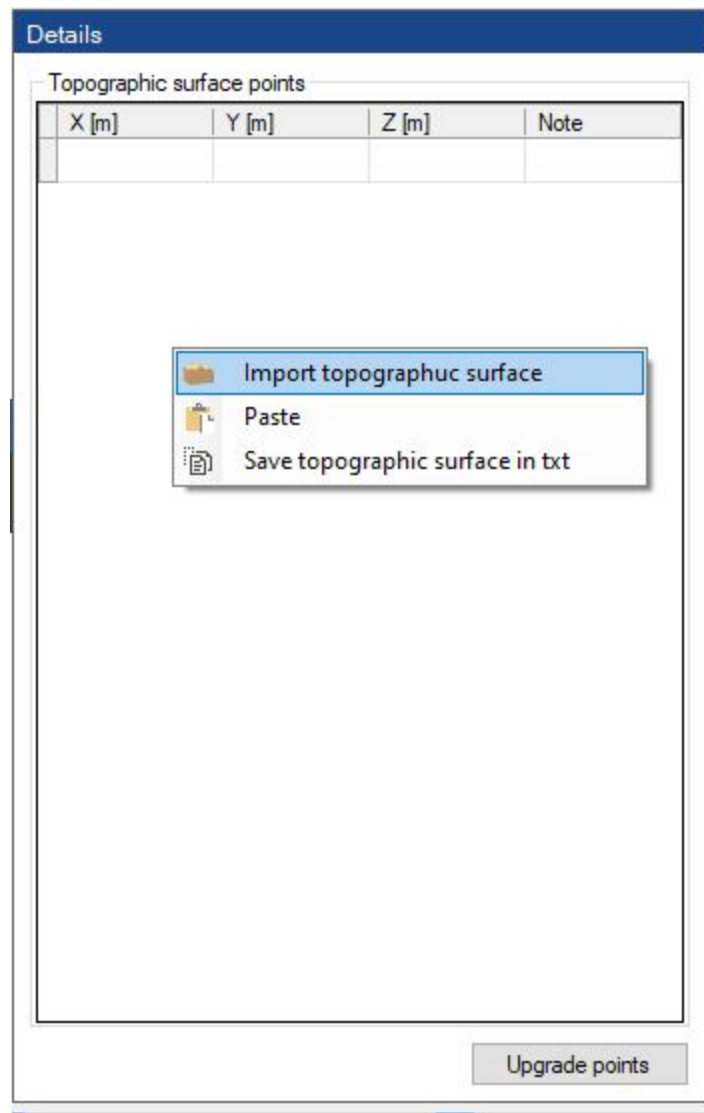 Details
Topographic surface points
X [m] Y [m] Z [m] Note
Import topographuc surface
Paste
Save topographic surface in txt
Upgrade points